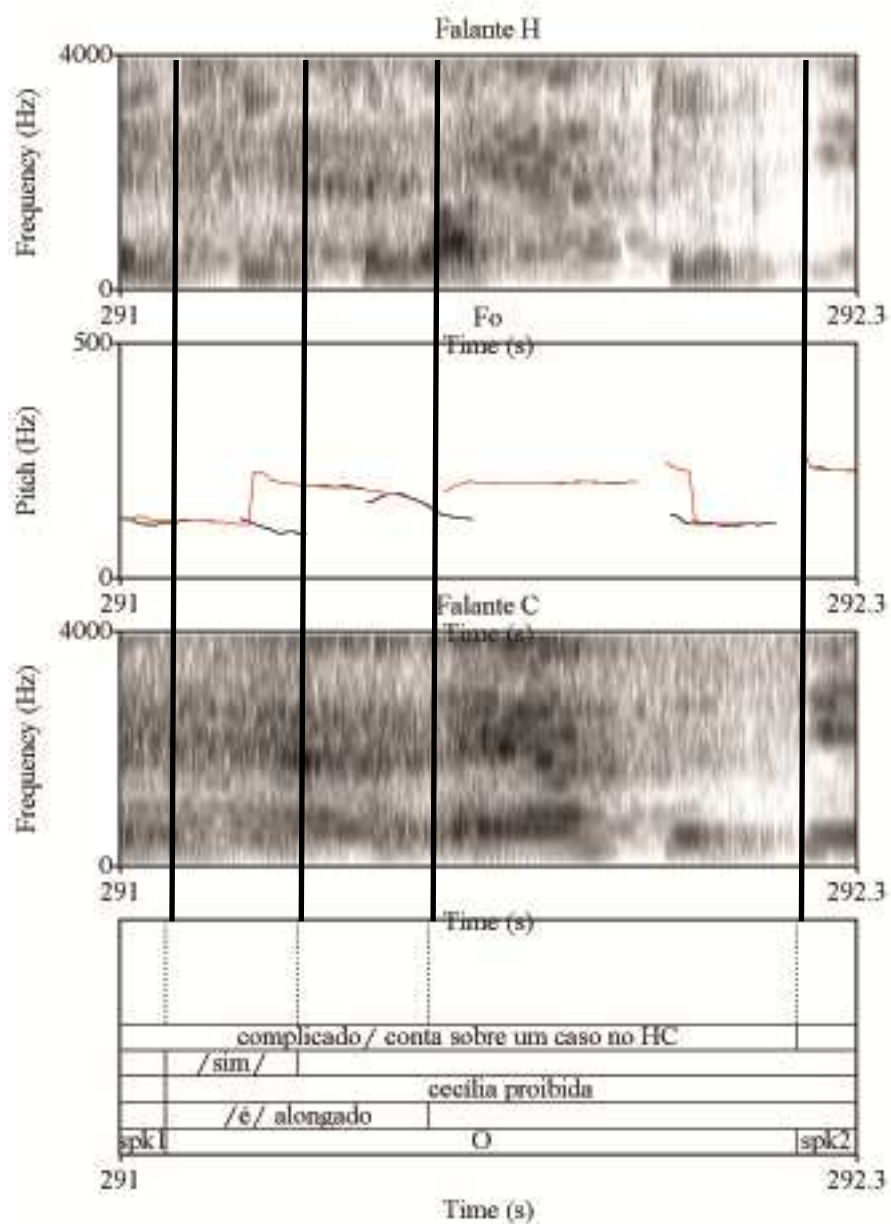 Falante H
4000
Frequency (Hz)
0
291
292.3
Time (s)
Fo
500
Pitch (Hz)
0
291
292.3
Time (s)
Falante C
4000
Frequency (Hz)
0
291
292.3
Time (s)
complicado / conta sobre um caso no HC
/sim/
cecília proibida
/é/ alongado
spk1
O
spk2
291
292.3
Time (s)